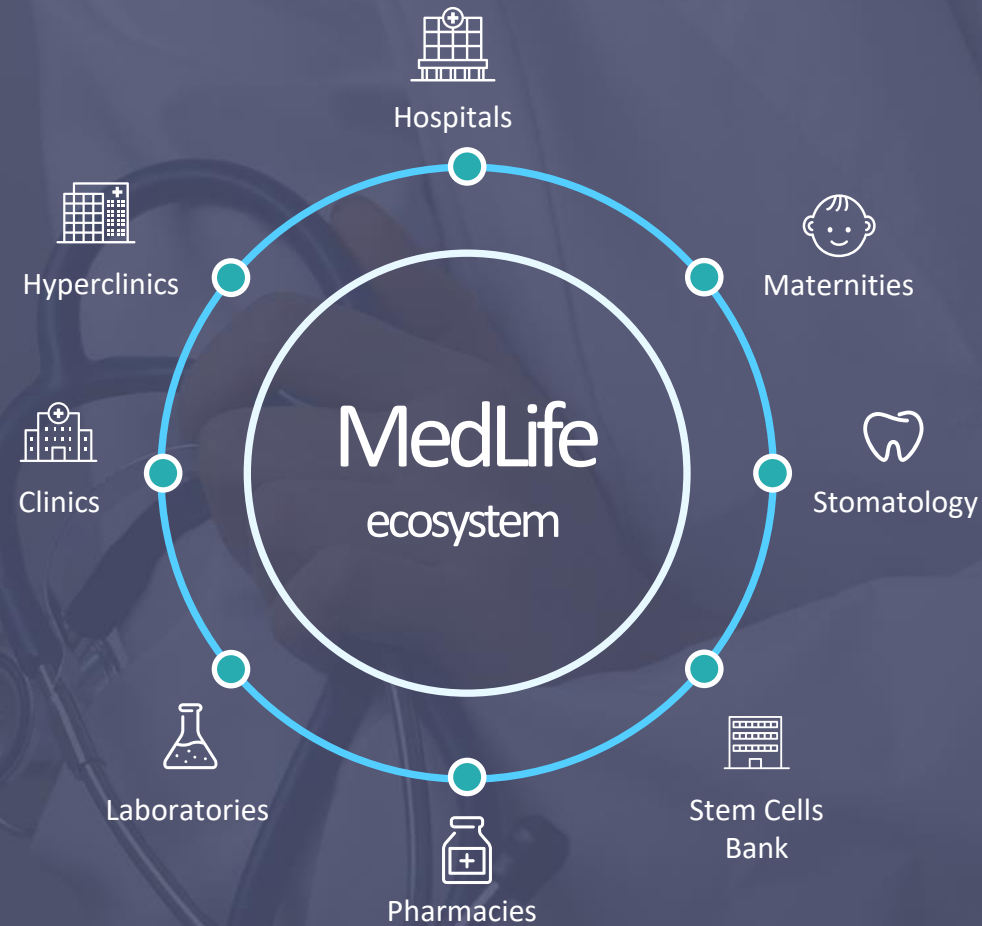 Hospitals
Hyperclinics
Maternities
MedLife
ecosystem
Clinics
Stomatology
Laboratories
Stem Cells
Bank
Pharmacies